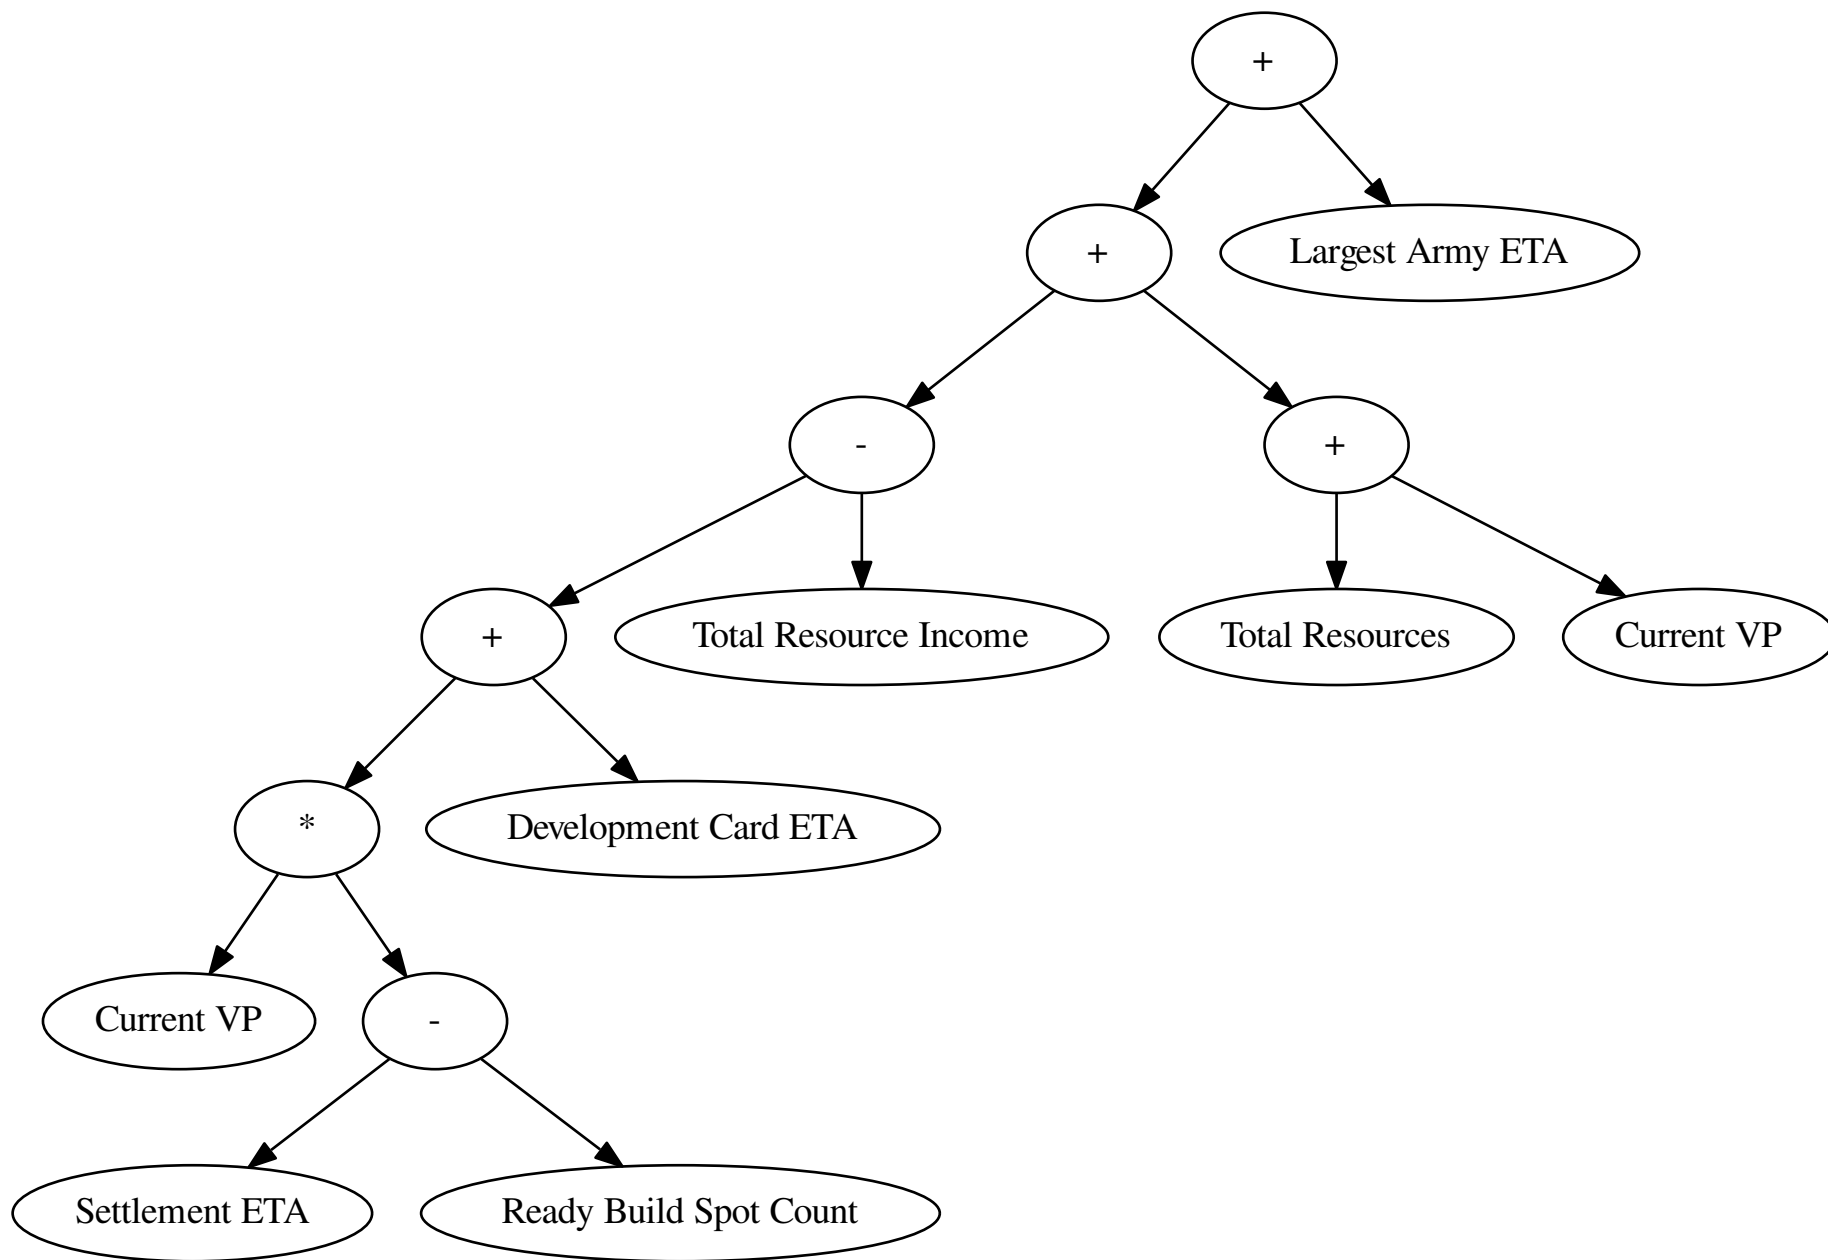 +
+
Largest Army ETA
-
+
+
Total Resource Income
Total Resources
Current VP
*
Development Card ETA
Current VP
-
Settlement ETA
Ready Build Spot Count